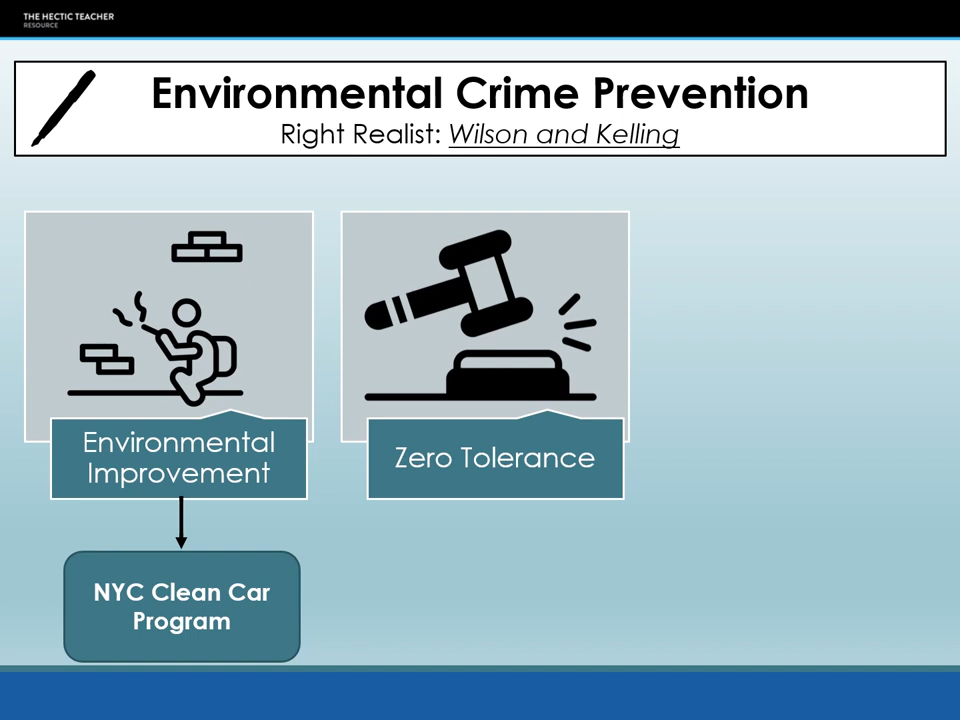 THE HECTIC TEACHER
RESOURCE
Environmental Crime Prevention
Right Realist: Wilson and Kelling
Environmental
Improvement
Zero Tolerance
NYC Clean Car
Program